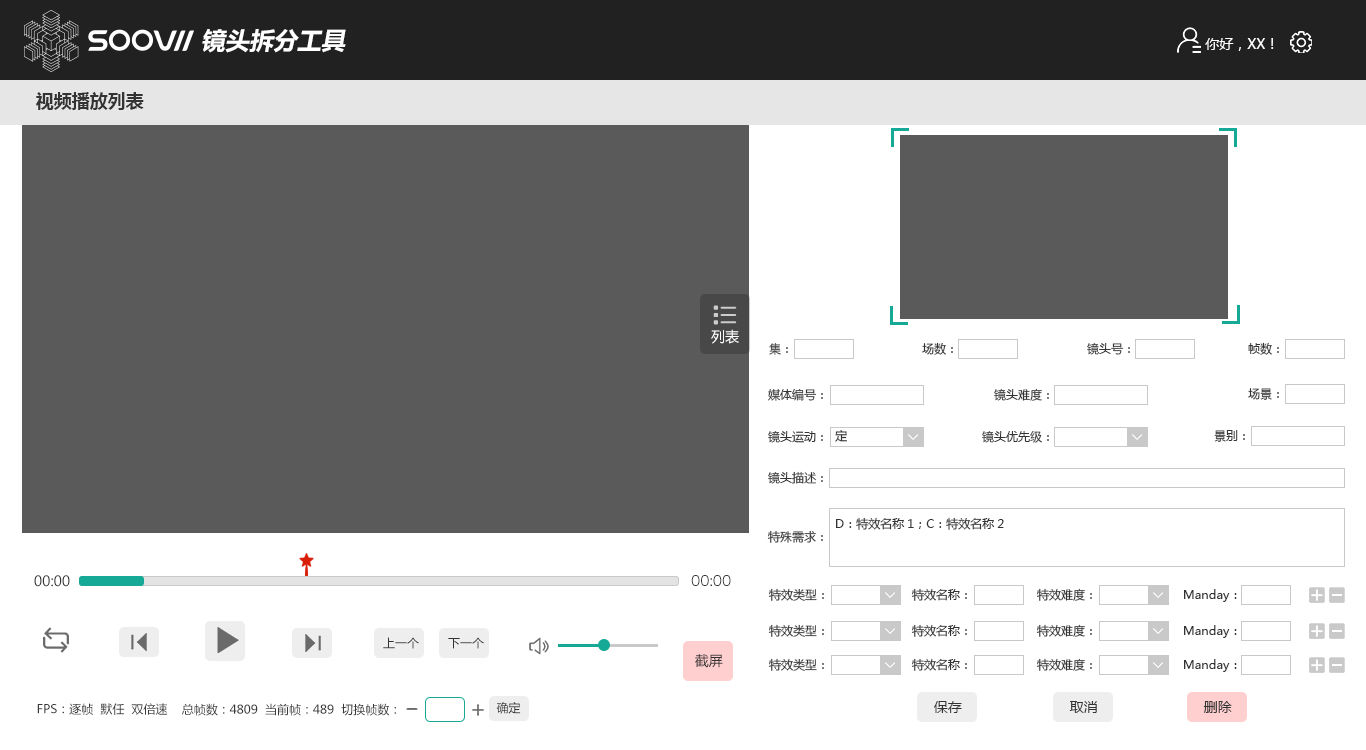 SOOVII 镜头拆分工具
你好，XX！
视频播放列表
列表
00:00
00:00
上一个
下一个
截屏
FPS：逐帧 默任 双倍速 总帧数：4809 当前帧：489 切换帧数： 确定
集：
场数：
镜头号：
帧数：
媒体编号：
镜头难度：
场景：
镜头运动：定
镜头优先级：
景别：
镜头描述：
特殊需求：D：特效名称 1；C：特效名称 2
特效类型：
特效名称：
特效难度：
Manday：
特效类型：
特效名称：
特效难度：
Manday：
特效类型：
特效名称：
特效难度：
Manday：
保存
取消
删除